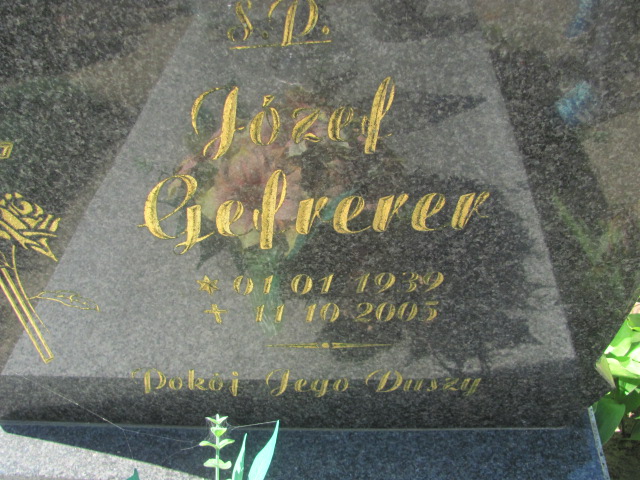 Ś.P.
Józef
Gefrerer
* 01 01 1939
✝ 11 10 2005
Pokój Jego Duszy